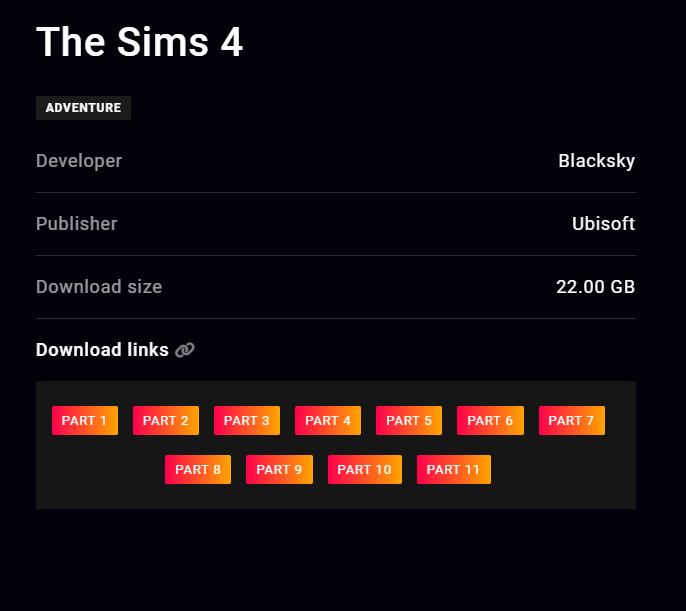 The Sims 4
ADVENTURE
Developer Blacksky
Publisher Ubisoft
Download size 22.00 GB
Download links
PART 1 PART 2 PART 3 PART 4 PART 5 PART 6 PART 7
PART 8 PART 9 PART 10 PART 11